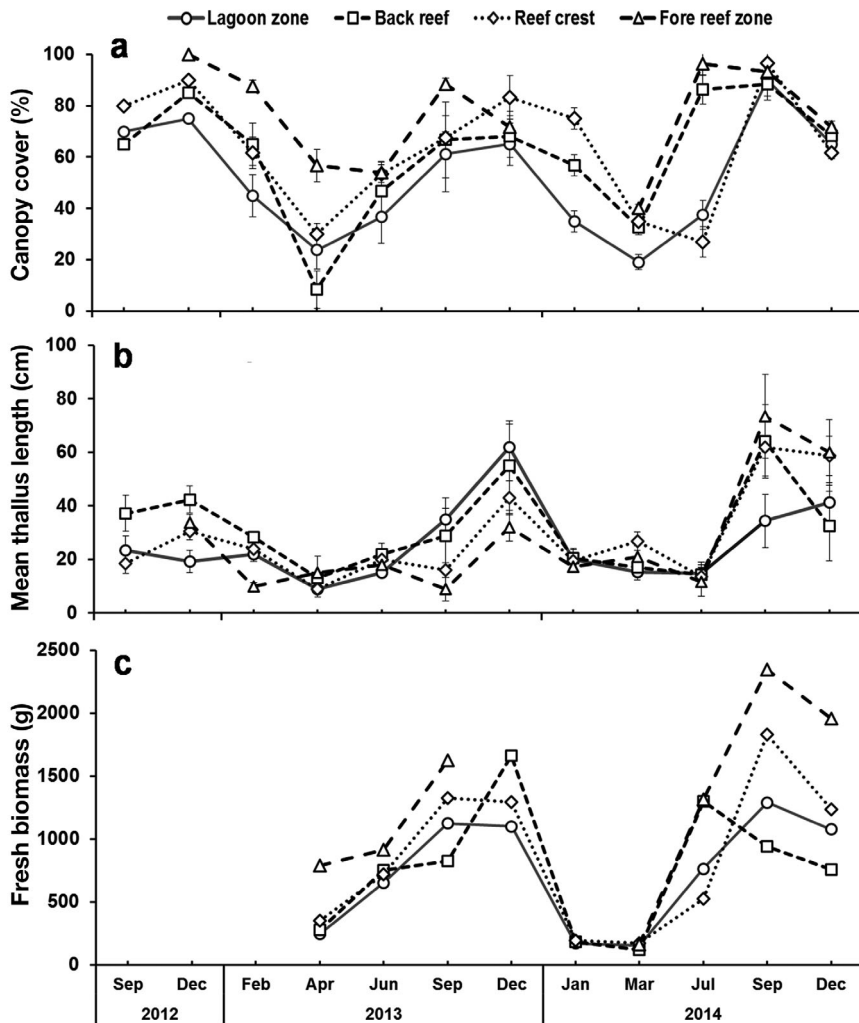 Lagoon zone Back reef Reef crest Fore reef zone
a
Canopy cover (%)
100
80
60
40
20
0
b
Mean thallus length (cm)
100
80
60
40
20
0
c
Fresh biomass (g)
2500
2000
1500
1000
500
0
Sep Dec Feb Apr Jun Sep Dec Jan Mar Jul Sep Dec
2012 2013 2014